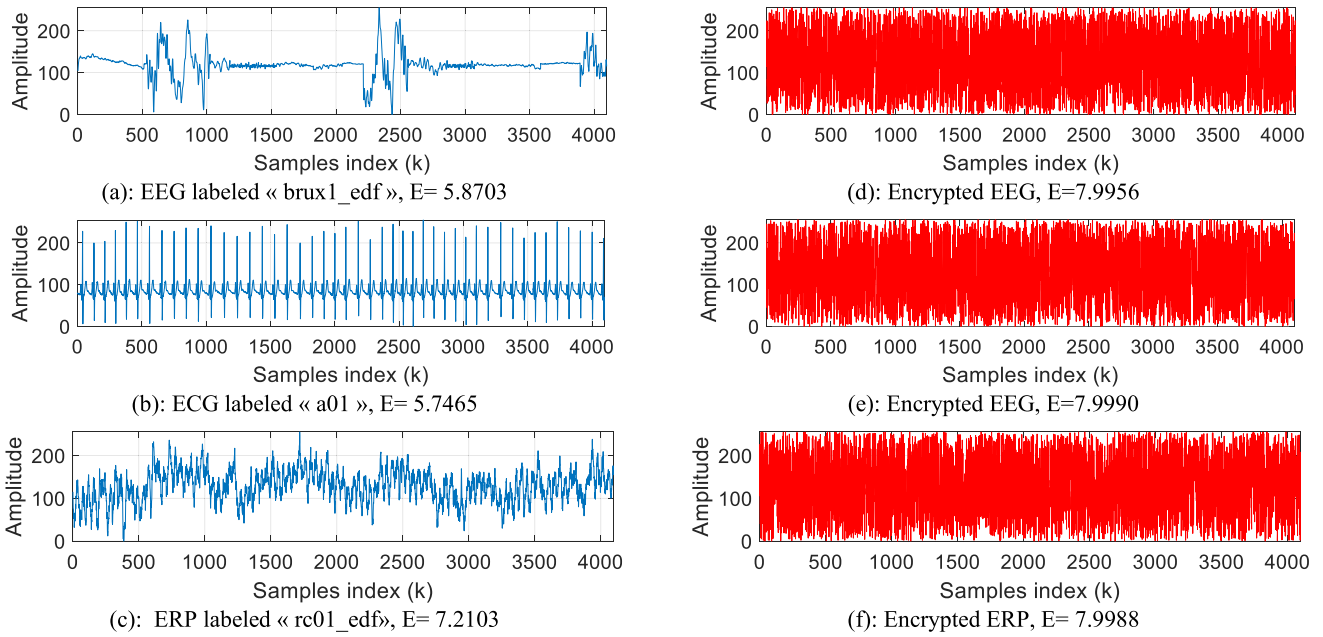 Amplitude
200
100
0
0 500 1000 1500 2000 2500 3000 3500 4000
Samples index (k)
(a): EEG labeled « brux1_edf », E= 5.8703
Amplitude
200
100
0
0 500 1000 1500 2000 2500 3000 3500 4000
Samples index (k)
(d): Encrypted EEG, E=7.9956
Amplitude
200
100
0
0 500 1000 1500 2000 2500 3000 3500 4000
Samples index (k)
(b): ECG labeled « a01 », E= 5.7465
Amplitude
200
100
0
0 500 1000 1500 2000 2500 3000 3500 4000
Samples index (k)
(e): Encrypted EEG, E=7.9990
Amplitude
200
100
0
0 500 1000 1500 2000 2500 3000 3500 4000
Samples index (k)
(c): ERP labeled « rc01_edf», E= 7.2103
Amplitude
200
100
0
0 500 1000 1500 2000 2500 3000 3500 4000
Samples index (k)
(f): Encrypted ERP, E= 7.9988